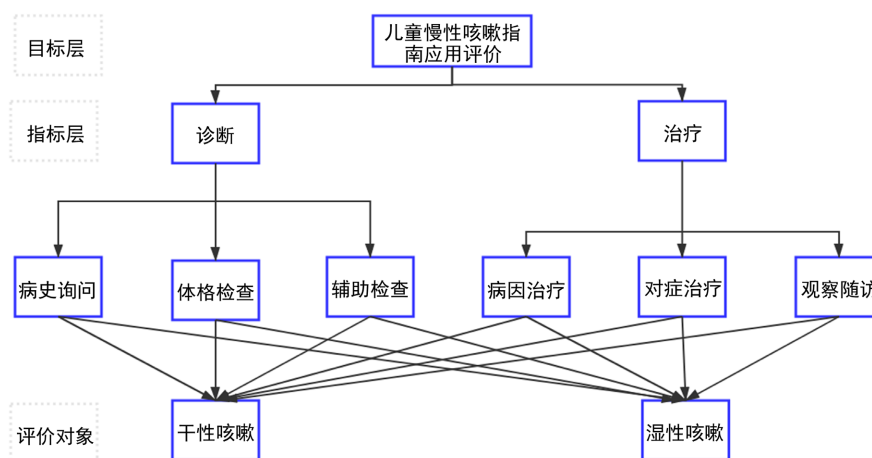 目标层
儿童慢性咳嗽指
南应用评价
指标层
诊断
治疗
病史询问
体格检查
辅助检查
病因治疗
对症治疗
观察随访
评价对象
干性咳嗽
湿性咳嗽